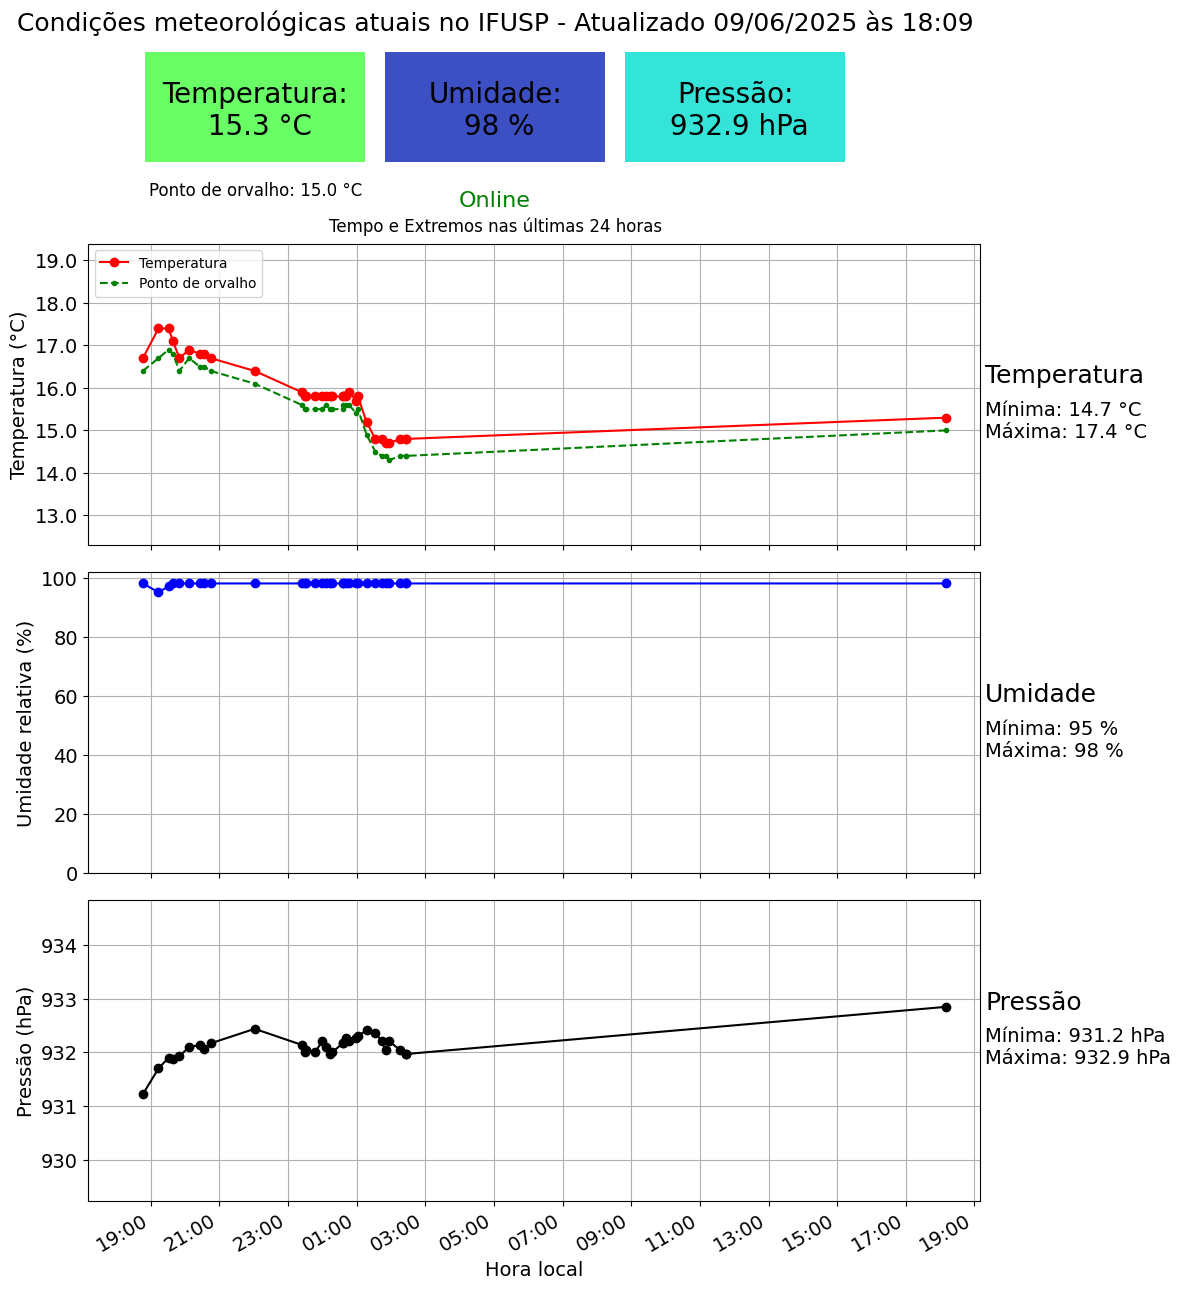 Condições meteorológicas atuais no IFUSP - Atualizado 09/06/2025 às 18:09
Temperatura:
15.3 °C
Umidade:
98 %
Pressão:
932.9 hPa
Ponto de orvalho: 15.0 °C
Online
Tempo e Extremos nas últimas 24 horas
Temperatura
Ponto de orvalho
Temperatura (°C)
19.0
18.0
17.0
16.0
15.0
14.0
13.0
Temperatura
Mínima: 14.7 °C
Máxima: 17.4 °C
Umidade relativa (%)
100
80
60
40
20
0
Umidade
Mínima: 95 %
Máxima: 98 %
Pressão (hPa)
934
933
932
931
930
Pressão
Mínima: 931.2 hPa
Máxima: 932.9 hPa
19:00 21:00 23:00 01:00 03:00 05:00 07:00 09:00 11:00 13:00 15:00 17:00 19:00
Hora local